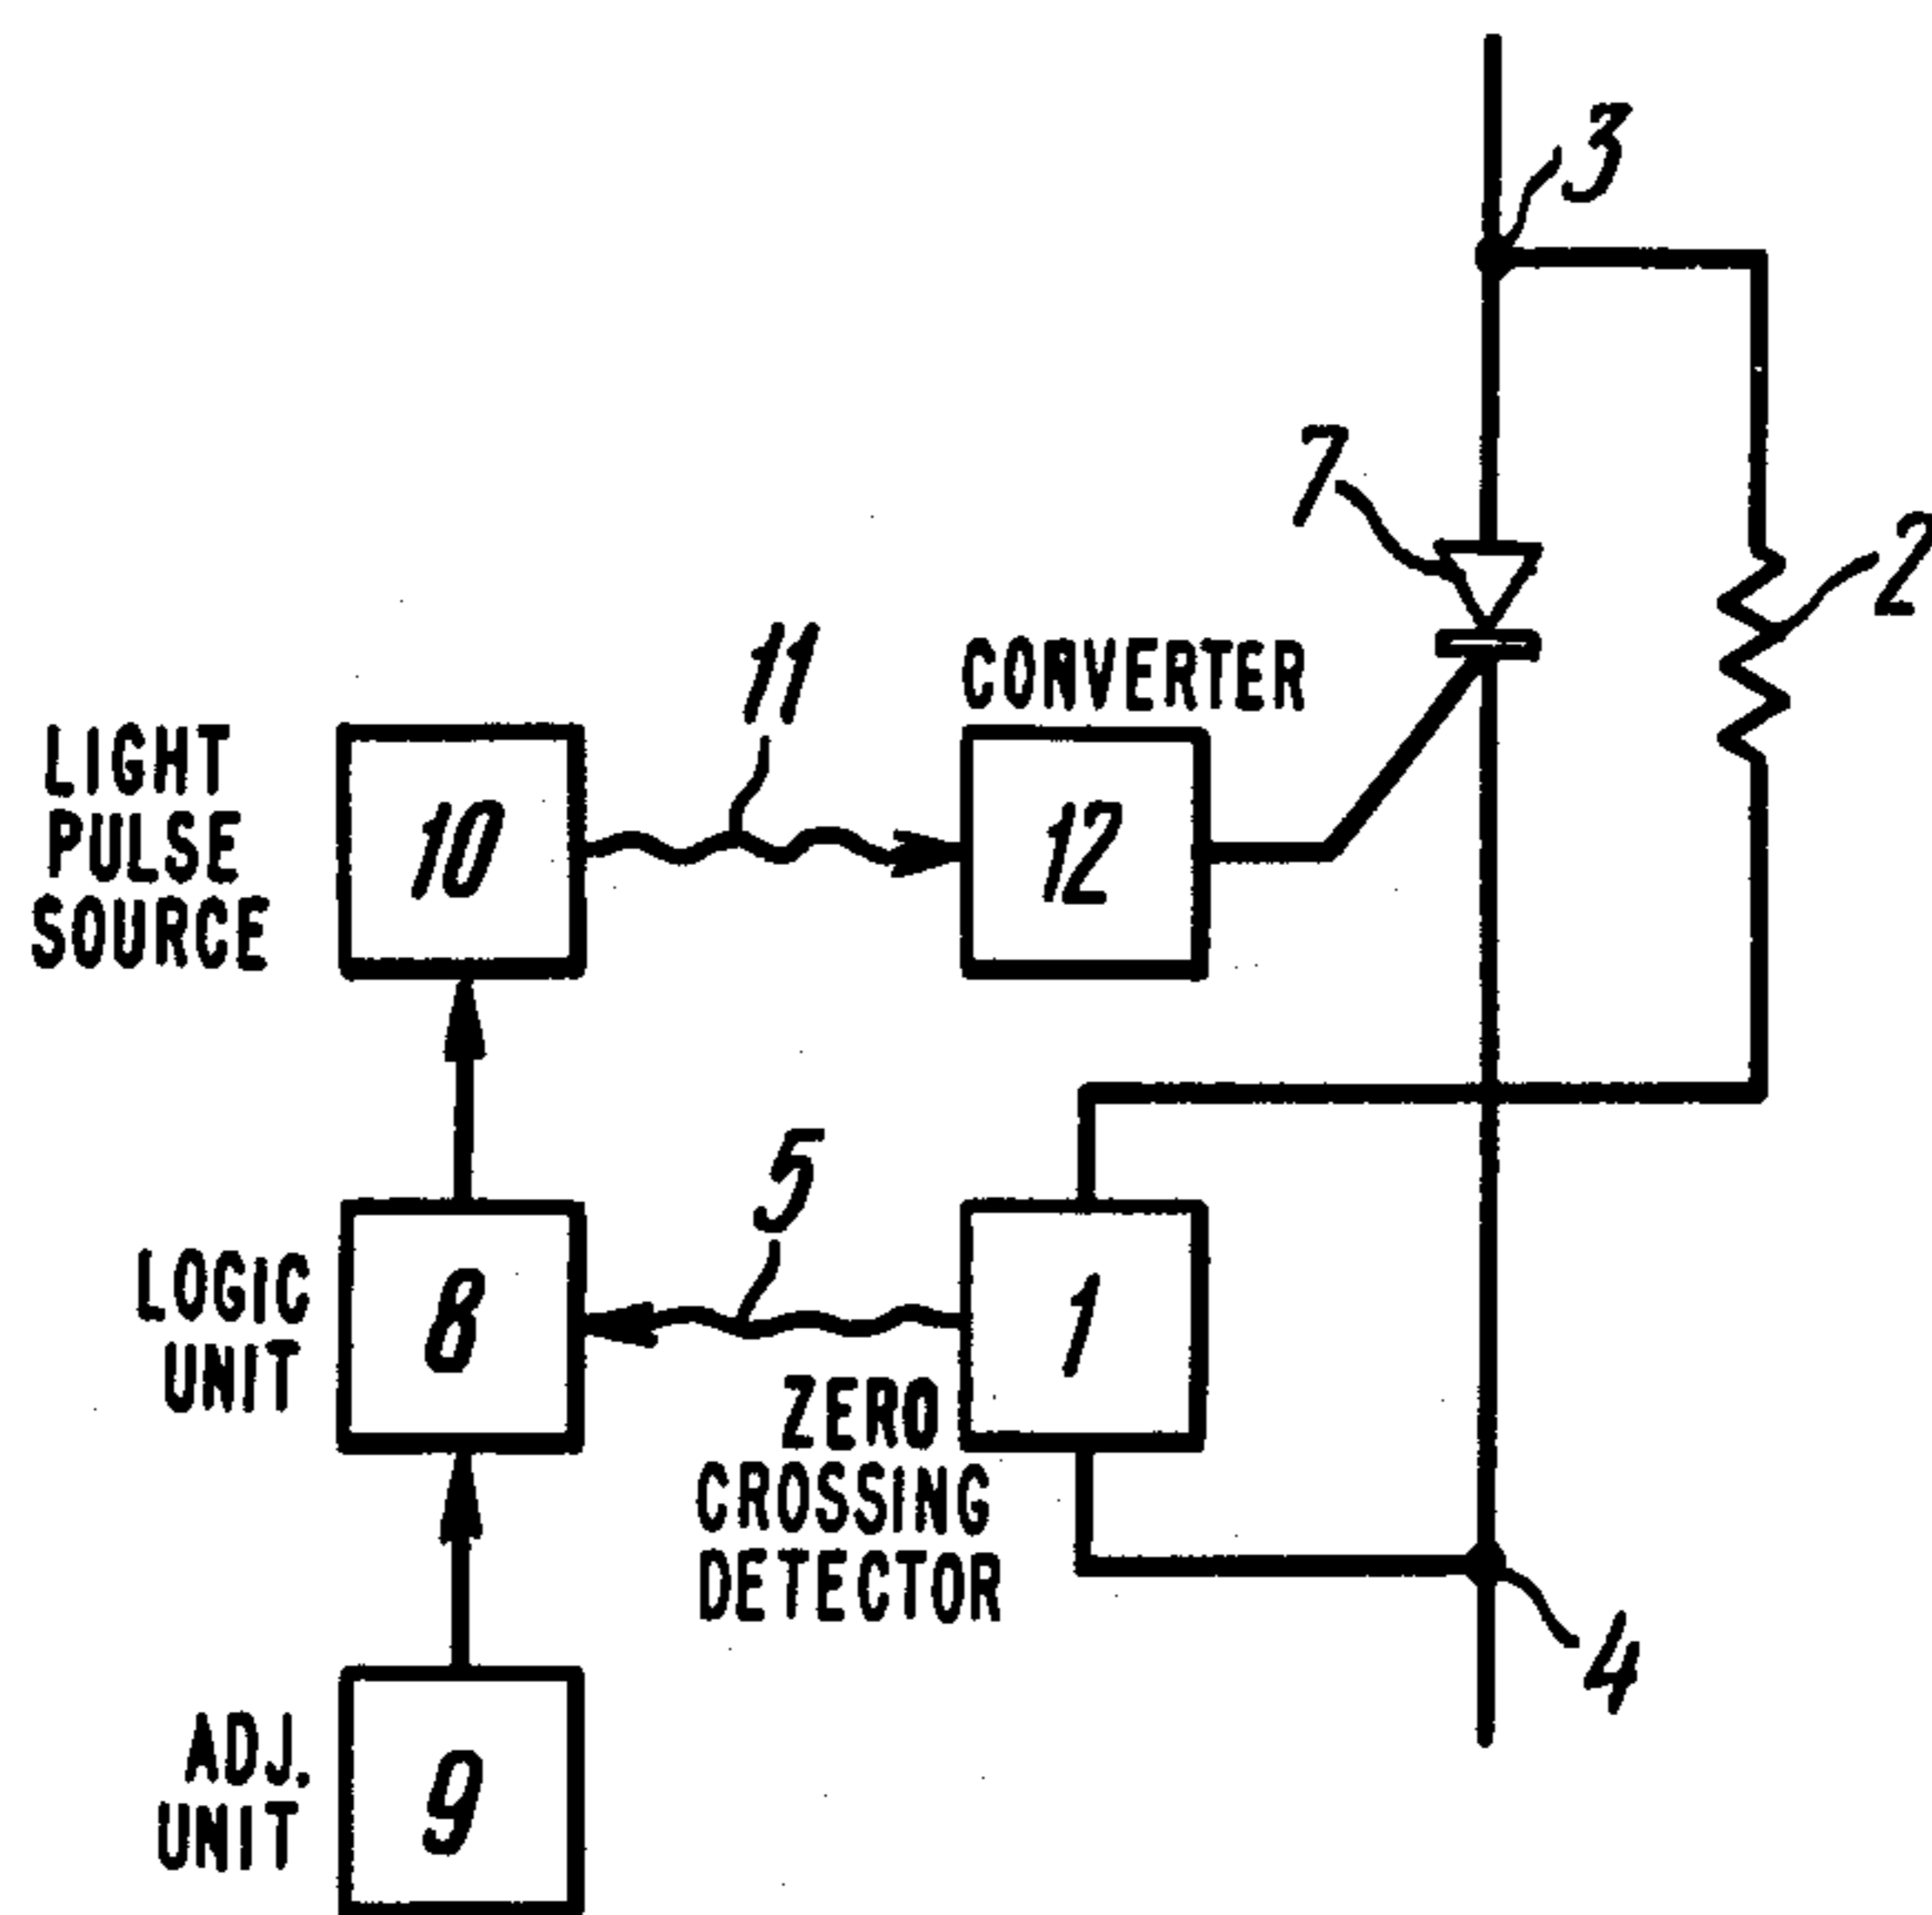 3
7
2
11
CONVERTER
LIGHT
PULSE
SOURCE
10
12
5
LOGIC
UNIT
8
1
ZERO
CROSSING
DETECTOR
4
ADJ.
UNIT
9